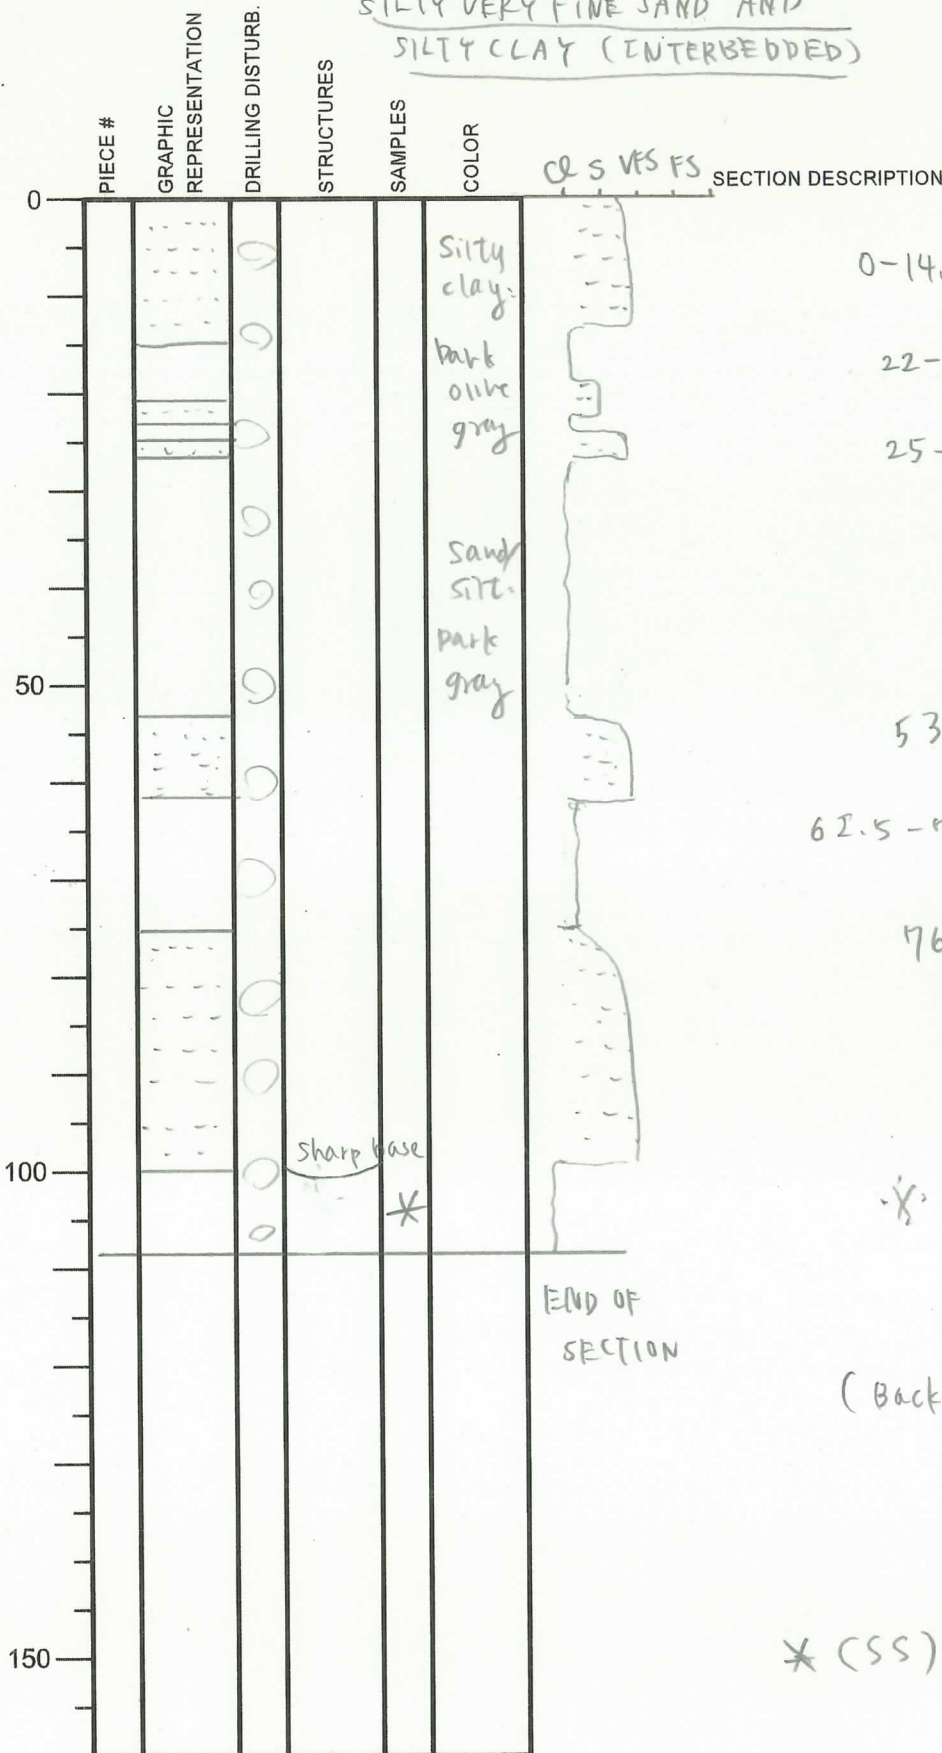 SILTY VERY FINE SAND AND
SILTY CLAY (INTERBEDDED)
PIECE #
GRAPHIC
REPRESENTATION
DRILLING DISTURB.
STRUCTURES
SAMPLES
COLOR
Cl S VFS FS
SECTION DESCRIPTION
0
Silty
clay:
Dark
olive
gray
Sand/
Silt.
Dark
gray
0-14.
22-
25-
50
53
76
100
sharp base
*
END OF
SECTION
(Back
150
* (SS)